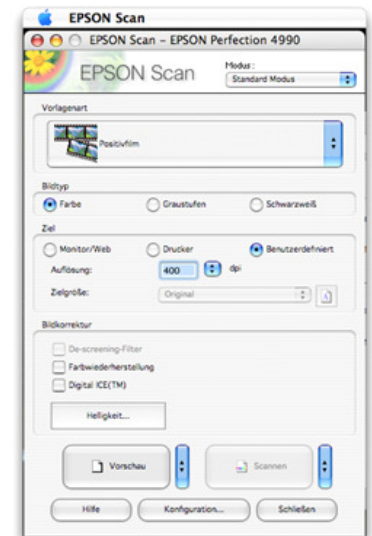 EPSON Scan
EPSON Scan - EPSON Perfection 4990
EPSON Scan
Modus:
Standard Modus
Vorlagenart
Positivfilm
Bildtyp
Farbe Graustufen Schwarzweiß
Ziel
Monitor/Web Drucker Benutzerdefiniert
Auflösung: 400 dpi
Zielgröße: Original
Bildkorrektur
De-screening-Filter
Farbwiederherstellung
Digital ICE(TM)
Helligkeit...
Vorschau Scannen
Hilfe Konfiguration... Schließen